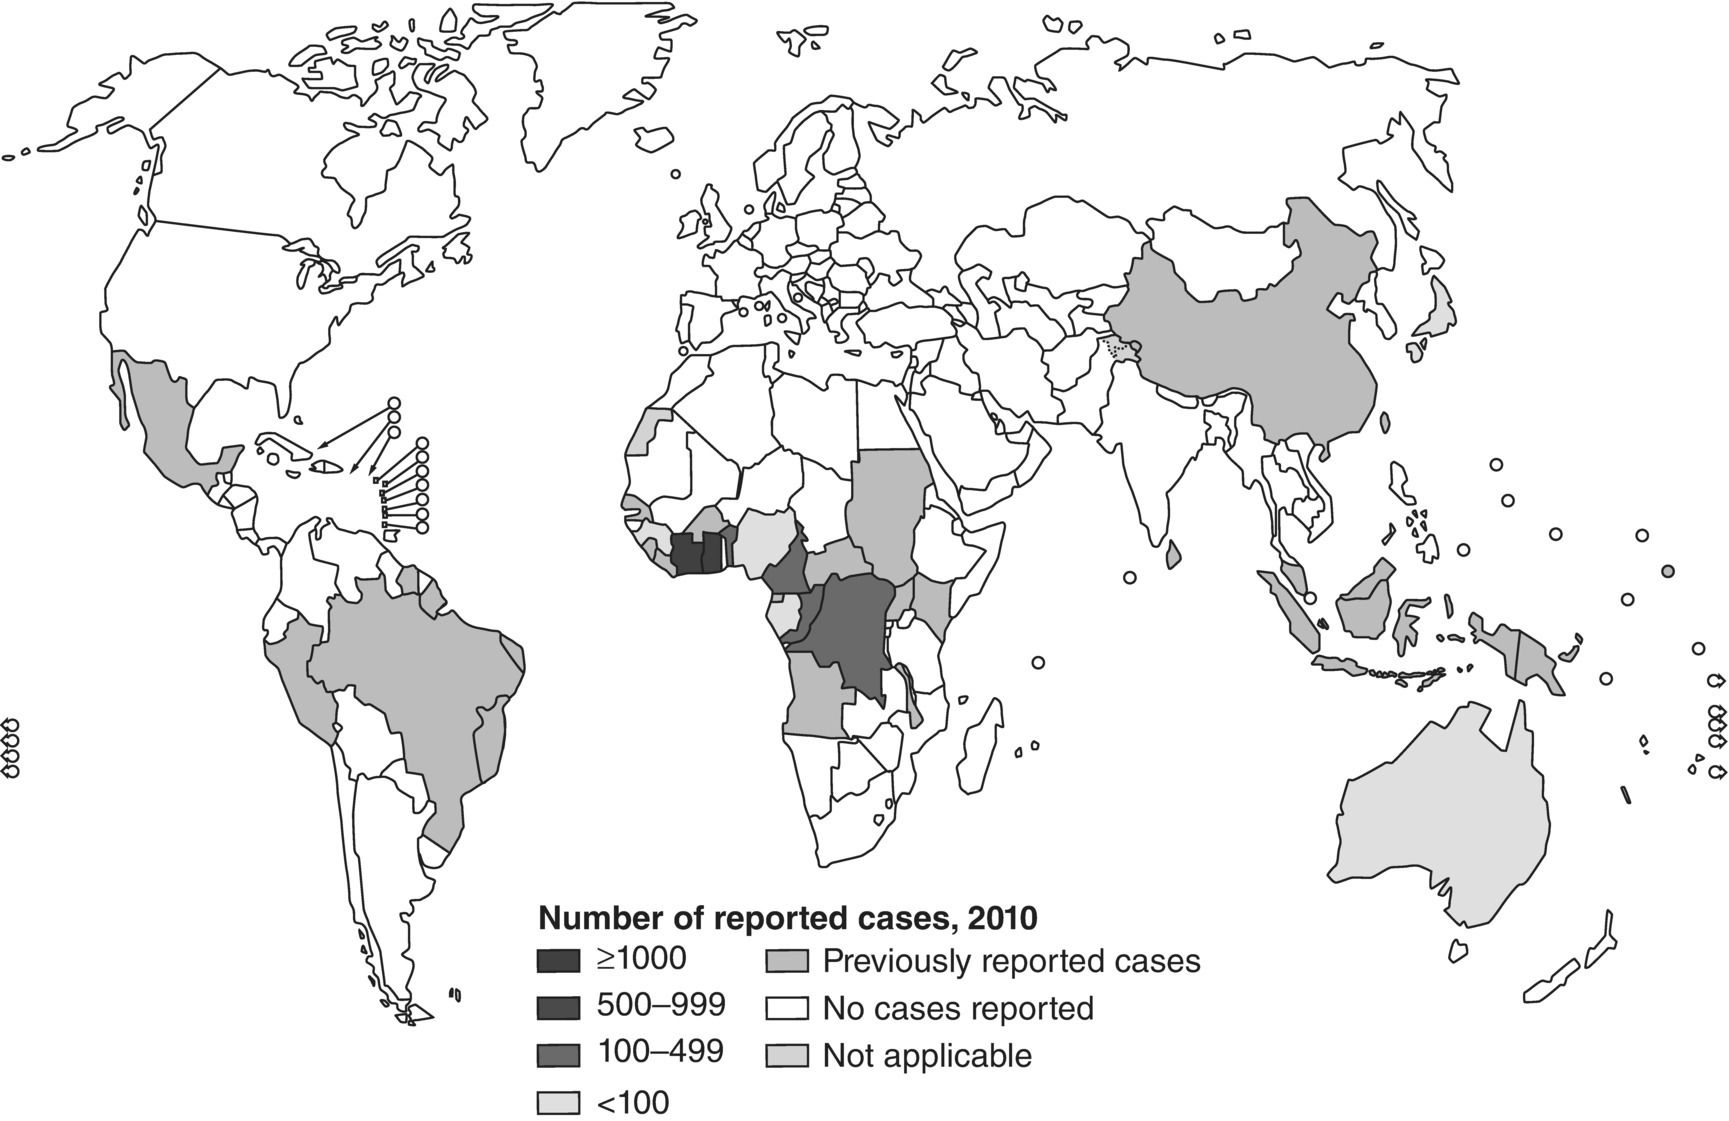 Number of reported cases, 2010
≥1000
500–999
100–499
<100
Previously reported cases
No cases reported
Not applicable